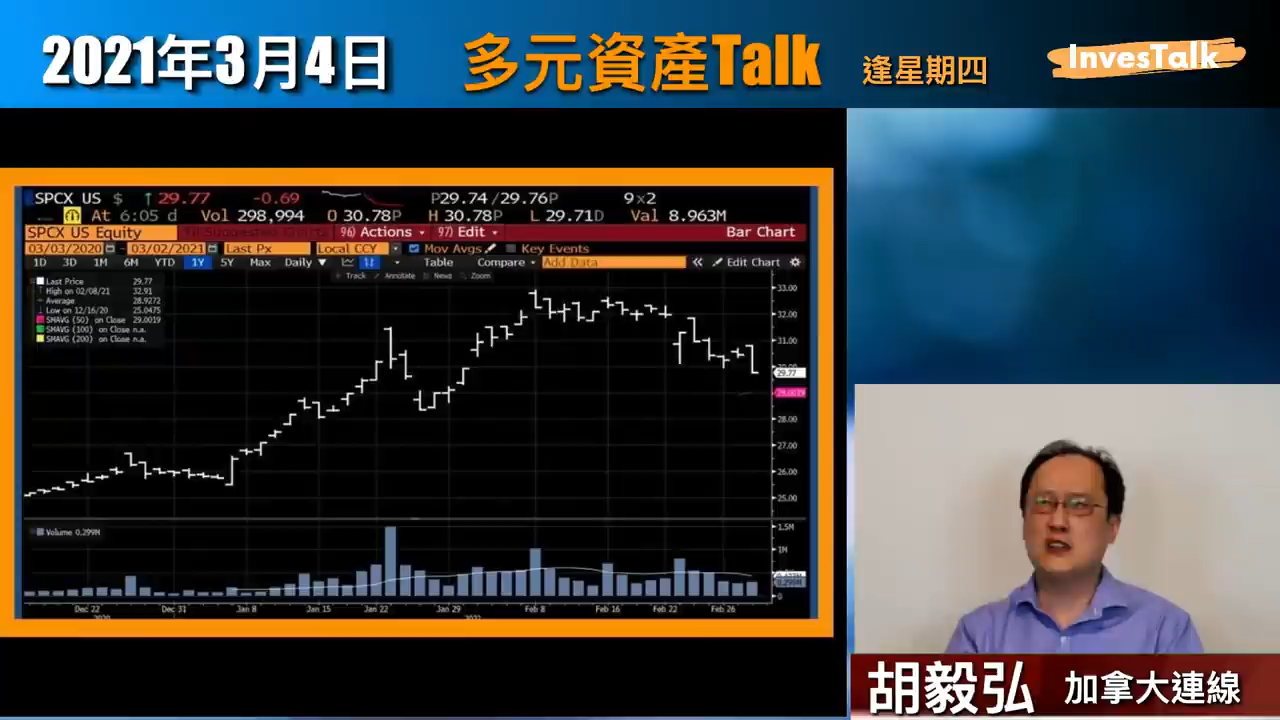 2021年3月4日 多元資產Talk 逢星期四 InvesTalk
SPCX US $ ↑ 29.77 -0.69 P29.74/29.76P 9x2
At 6:05 d Vol 298,994 O 30.78P H 30.78P L 29.71D Val 8.963M
SPCX US Equity 96) Actions 97) Edit Bar Chart
03/03/2020 - 03/02/2021 Last Px Local CCY Mov Avgs Key Events
1D 3D 1M 6M YTD 1Y 5Y Max Daily ▼ Table Compare Add Data « Edit Chart
Track Annotate News Zoom
Last Price 29.77
High on 02/08/21 32.91
Average 28.9272
Low on 12/16/20 25.0475
SMAVG (50) on Close 29.0019
SMAVG (100) on Close n.a.
SMAVG (200) on Close n.a.
33.00
32.00
31.00
29.77
29.0019
28.00
27.00
26.00
25.00
Volume 0.299M
1.5M
1M
0.299M
0
Dec 22 Dec 31 Jan 8 Jan 15 Jan 22 Jan 29 Feb 8 Feb 16 Feb 22 Feb 26
2020
胡毅弘 加拿大連線